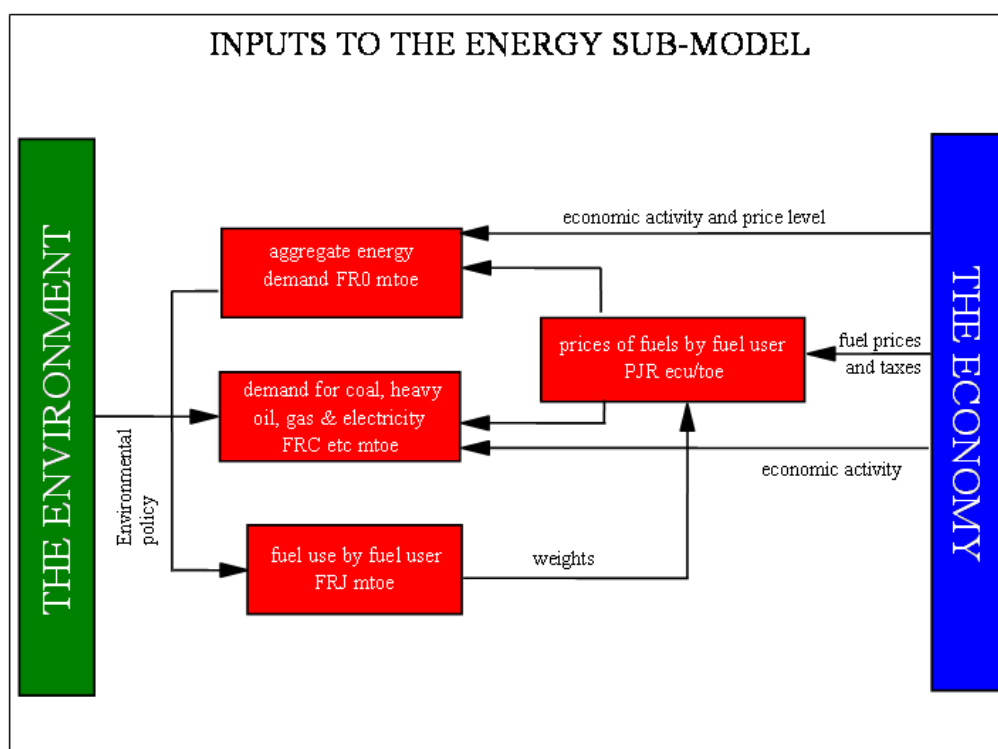 INPUTS TO THE ENERGY SUB-MODEL
THE ENVIRONMENT
economic activity and price level
aggregate energy
demand FR0 mtoe
THE ECONOMY
prices of fuels by fuel user
PJR ecu/toe
fuel prices
and taxes
demand for coal, heavy
oil, gas & electricity
FRC etc mtoe
Environmental
policy
economic activity
fuel use by fuel user
FRJ mtoe
weights